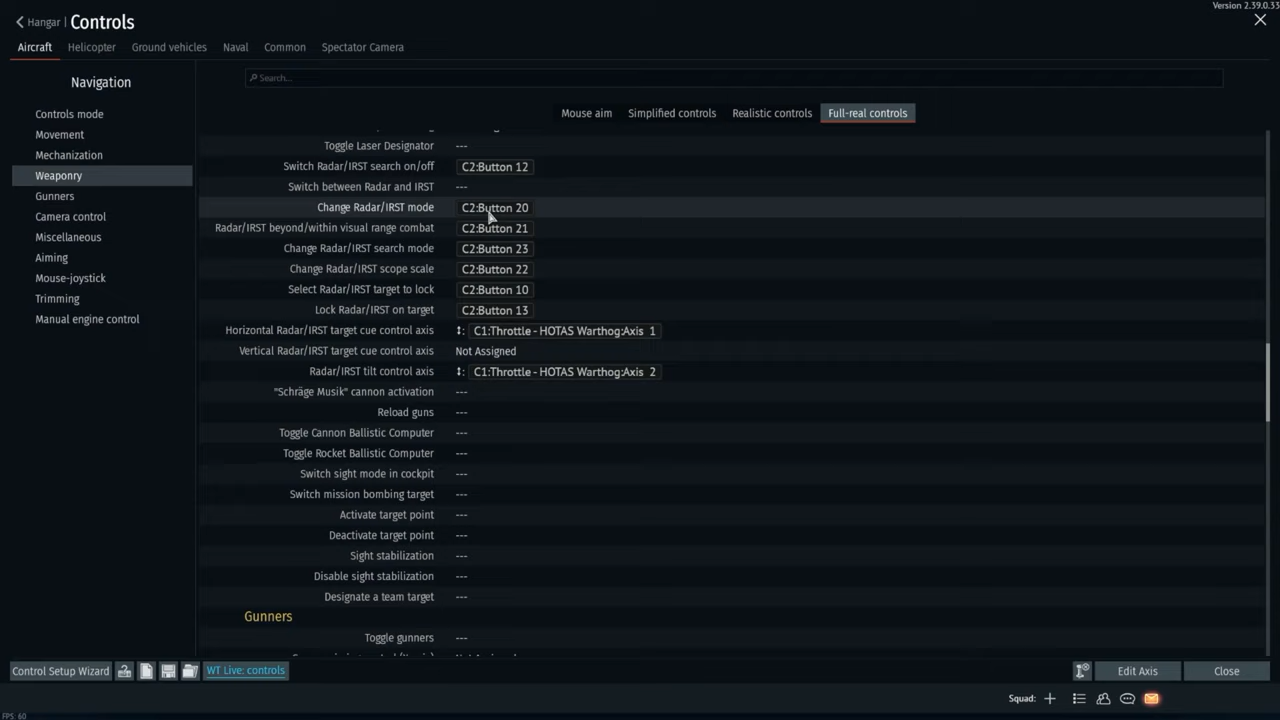 Version 2.39.0.33
Hangar | Controls
Aircraft Helicopter Ground vehicles Naval Common Spectator Camera
Navigation
Search...
Controls mode
Movement
Mechanization
Weaponry
Gunners
Camera control
Miscellaneous
Aiming
Mouse-joystick
Trimming
Manual engine control
Mouse aim Simplified controls Realistic controls Full-real controls
Toggle Laser Designator ---
Switch Radar/IRST search on/off C2:Button 12
Switch between Radar and IRST ---
Change Radar/IRST mode C2:Button 20
Radar/IRST beyond/within visual range combat C2:Button 21
Change Radar/IRST search mode C2:Button 23
Change Radar/IRST scope scale C2:Button 22
Select Radar/IRST target to lock C2:Button 10
Lock Radar/IRST on target C2:Button 13
Horizontal Radar/IRST target cue control axis ↕: C1:Throttle - HOTAS Warthog:Axis 1
Vertical Radar/IRST target cue control axis Not Assigned
Radar/IRST tilt control axis ↕: C1:Throttle - HOTAS Warthog:Axis 2
"Schräge Musik" cannon activation ---
Reload guns ---
Toggle Cannon Ballistic Computer ---
Toggle Rocket Ballistic Computer ---
Switch sight mode in cockpit ---
Switch mission bombing target ---
Activate target point ---
Deactivate target point ---
Sight stabilization ---
Disable sight stabilization ---
Designate a team target ---
Gunners
Toggle gunners ---
Control Setup Wizard WT Live: controls Edit Axis Close
Squad:
FPS: 60